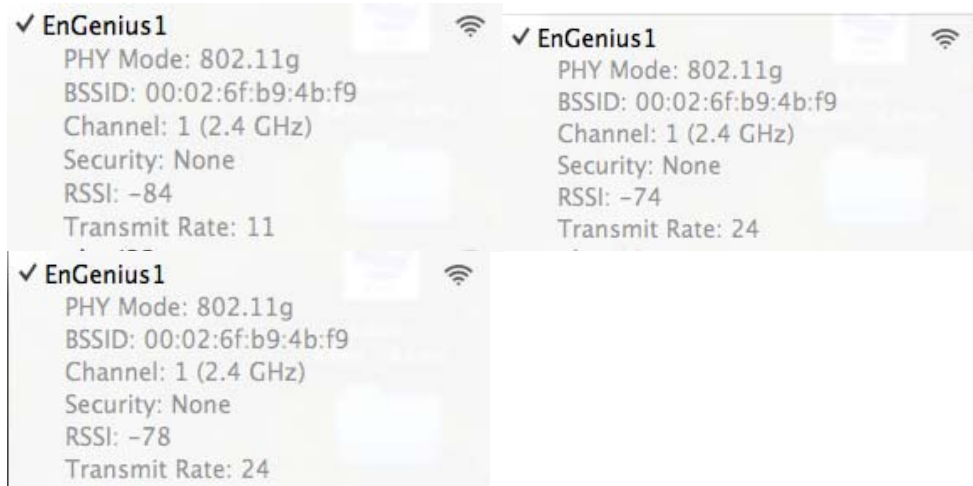 ✓ EnGenius1
PHY Mode: 802.11g
BSSID: 00:02:6f:b9:4b:f9
Channel: 1 (2.4 GHz)
Security: None
RSSI: -84
Transmit Rate: 11
✓ EnGenius1
PHY Mode: 802.11g
BSSID: 00:02:6f:b9:4b:f9
Channel: 1 (2.4 GHz)
Security: None
RSSI: -74
Transmit Rate: 24
✓ EnGenius1
PHY Mode: 802.11g
BSSID: 00:02:6f:b9:4b:f9
Channel: 1 (2.4 GHz)
Security: None
RSSI: -78
Transmit Rate: 24